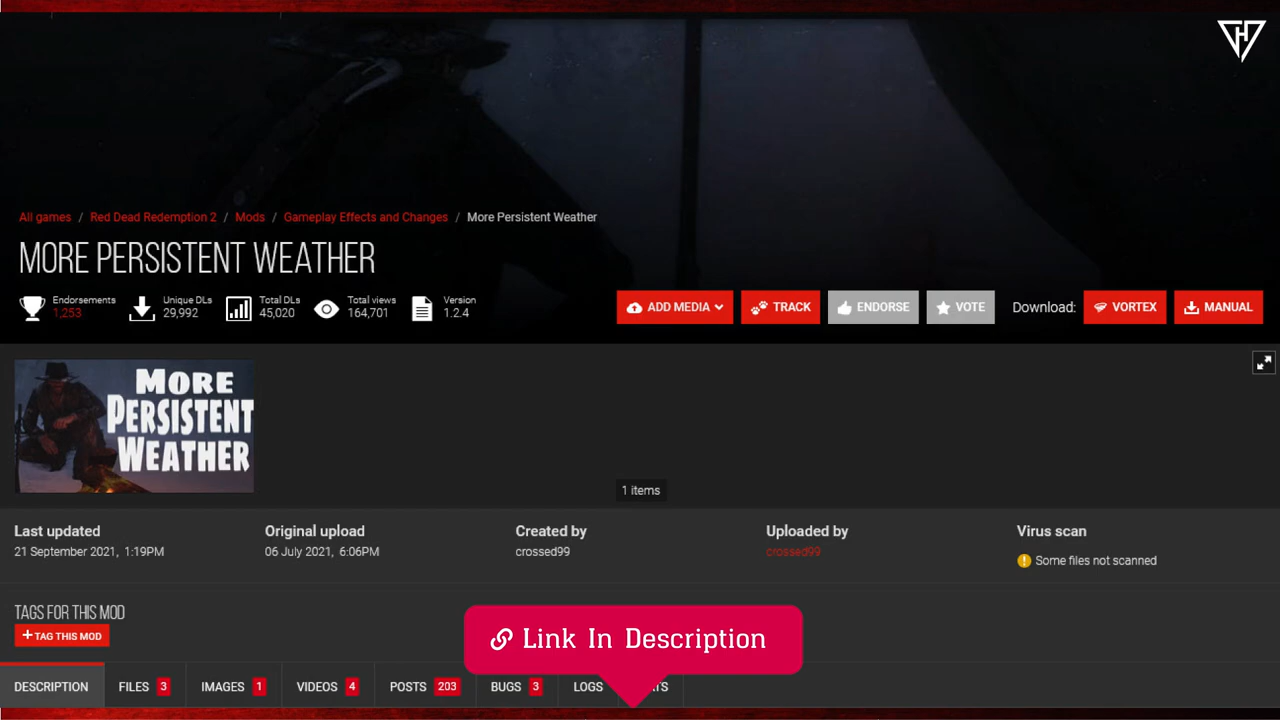 All games / Red Dead Redemption 2 / Mods / Gameplay Effects and Changes / More Persistent Weather
MORE PERSISTENT WEATHER
Endorsements
1,253
Unique DLs
29,992
Total DLs
45,020
Total views
164,701
Version
1.2.4
ADD MEDIA
TRACK
ENDORSE
VOTE
Download:
VORTEX
MANUAL
MORE
PERSISTENT
WEATHER
1 items
Last updated
21 September 2021, 1:19PM
Original upload
06 July 2021, 6:06PM
Created by
crossed99
Uploaded by
crossed99
Virus scan
Some files not scanned
TAGS FOR THIS MOD
+ TAG THIS MOD
Link In Description
DESCRIPTION
FILES 3
IMAGES 1
VIDEOS 4
POSTS 203
BUGS 3
LOGS